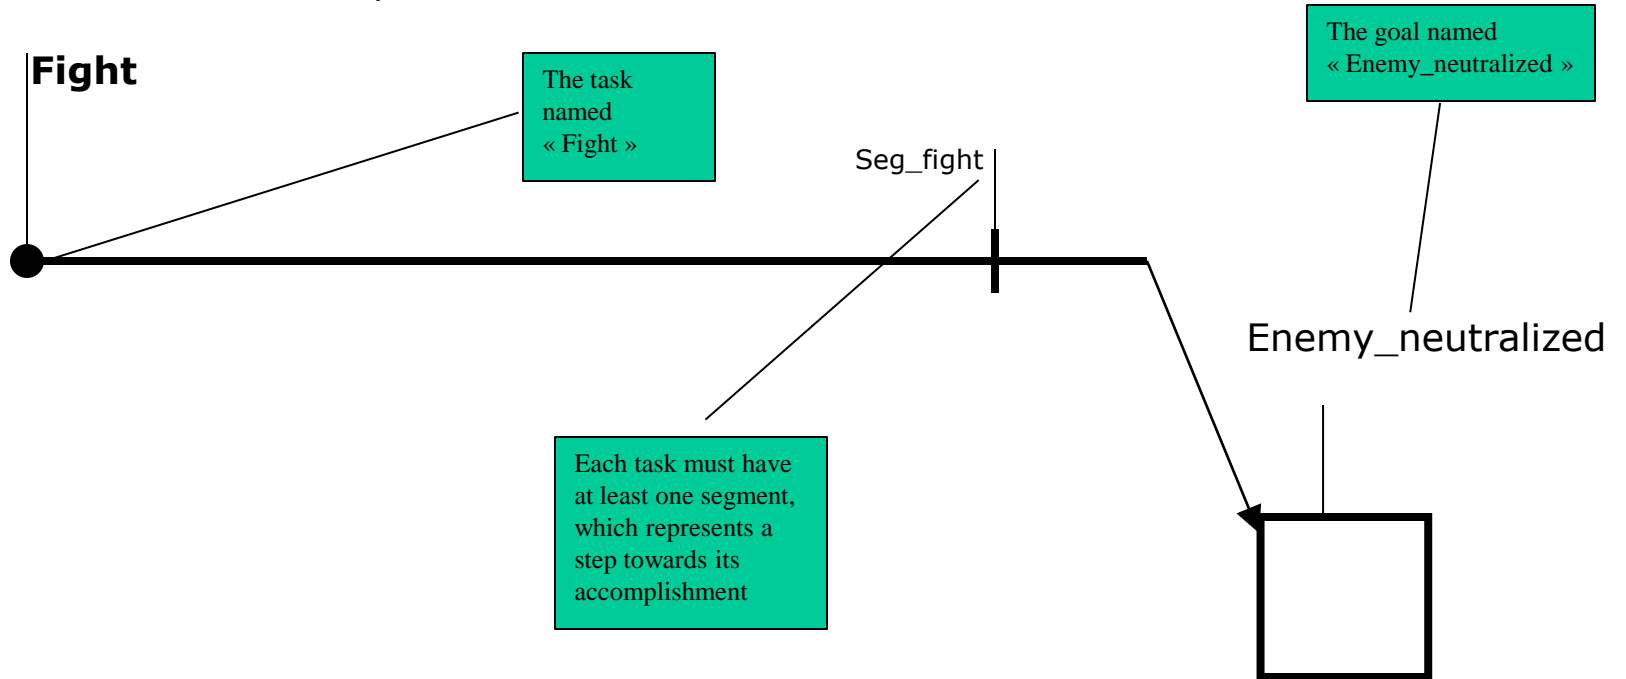 Fight
The task
named
« Fight »
The goal named
« Enemy_neutralized »
Seg_fight
Enemy_neutralized
Each task must have
at least one segment,
which represents a
step towards its
accomplishment